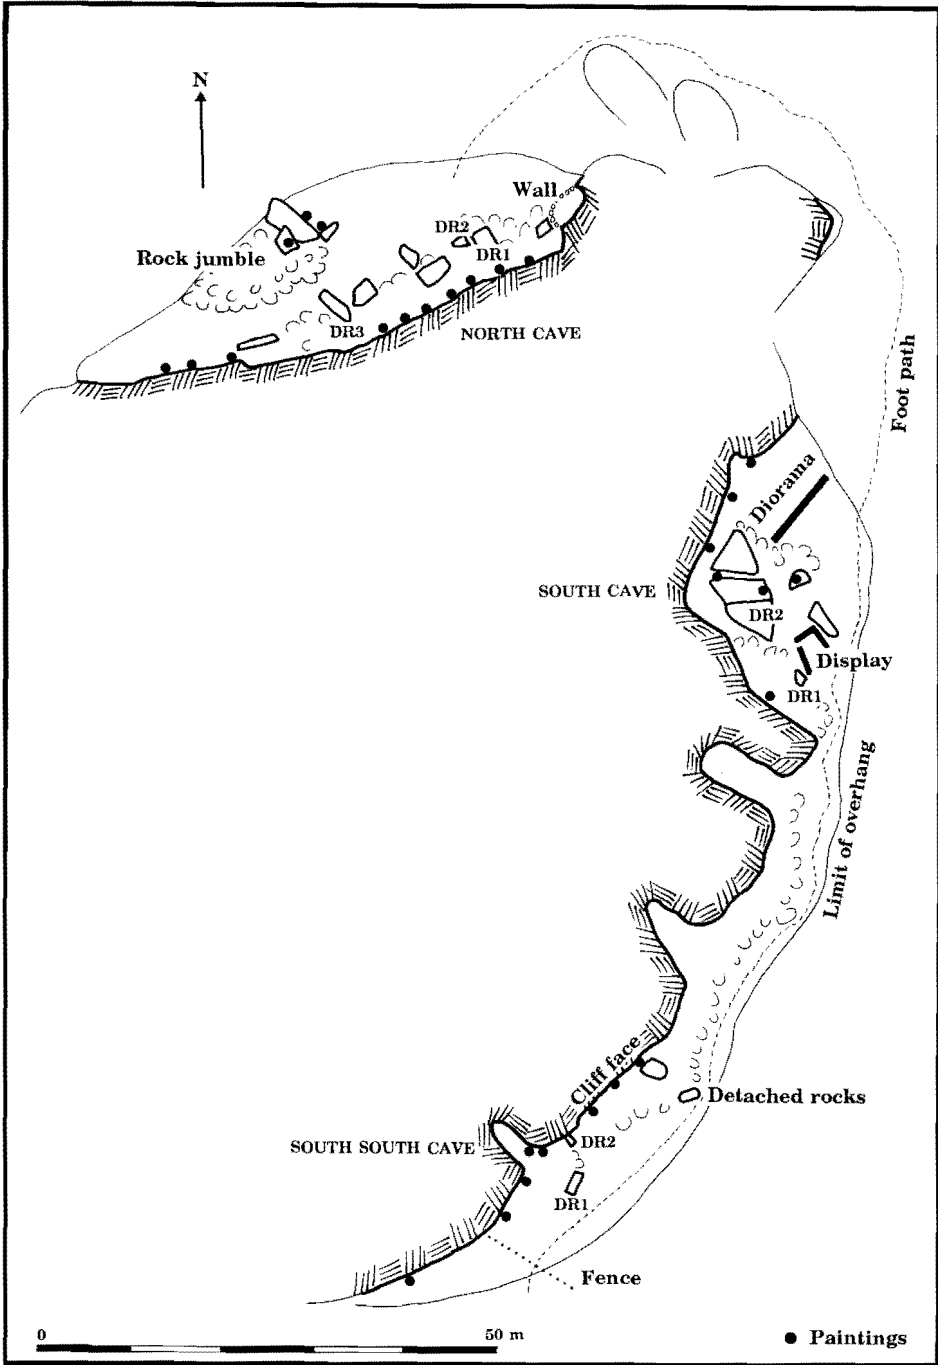 N
Wall
DR2
DR1
Rock jumble
DR3
NORTH CAVE
Foot path
Diorama
SOUTH CAVE
DR2
Display
DR1
Limit of overhang
Cliff face
Detached rocks
SOUTH SOUTH CAVE
DR2
DR1
Fence
0 50 m
Paintings